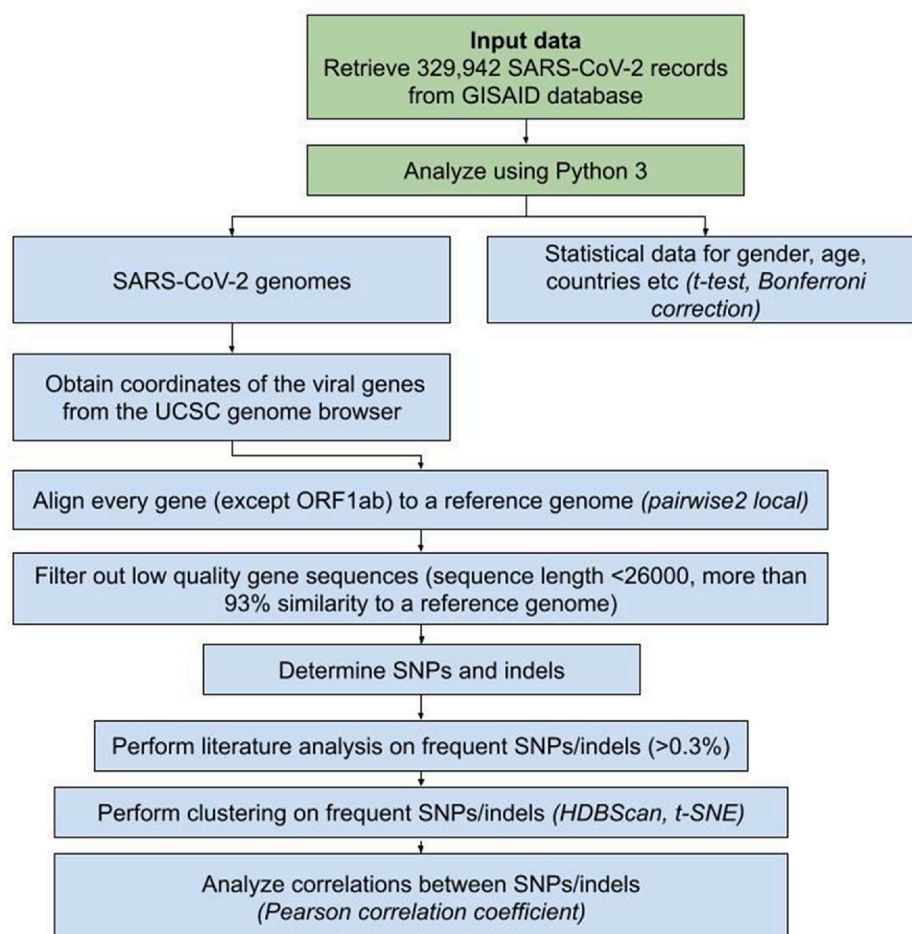 Input data
Retrieve 329,942 SARS-CoV-2 records
from GISAID database
Analyze using Python 3
SARS-CoV-2 genomes
Statistical data for gender, age,
countries etc (t-test, Bonferroni
correction)
Obtain coordinates of the viral genes
from the UCSC genome browser
Align every gene (except ORF1ab) to a reference genome (pairwise2 local)
Filter out low quality gene sequences (sequence length <26000, more than
93% similarity to a reference genome)
Determine SNPs and indels
Perform literature analysis on frequent SNPs/indels (>0.3%)
Perform clustering on frequent SNPs/indels (HDBScan, t-SNE)
Analyze correlations between SNPs/indels
(Pearson correlation coefficient)